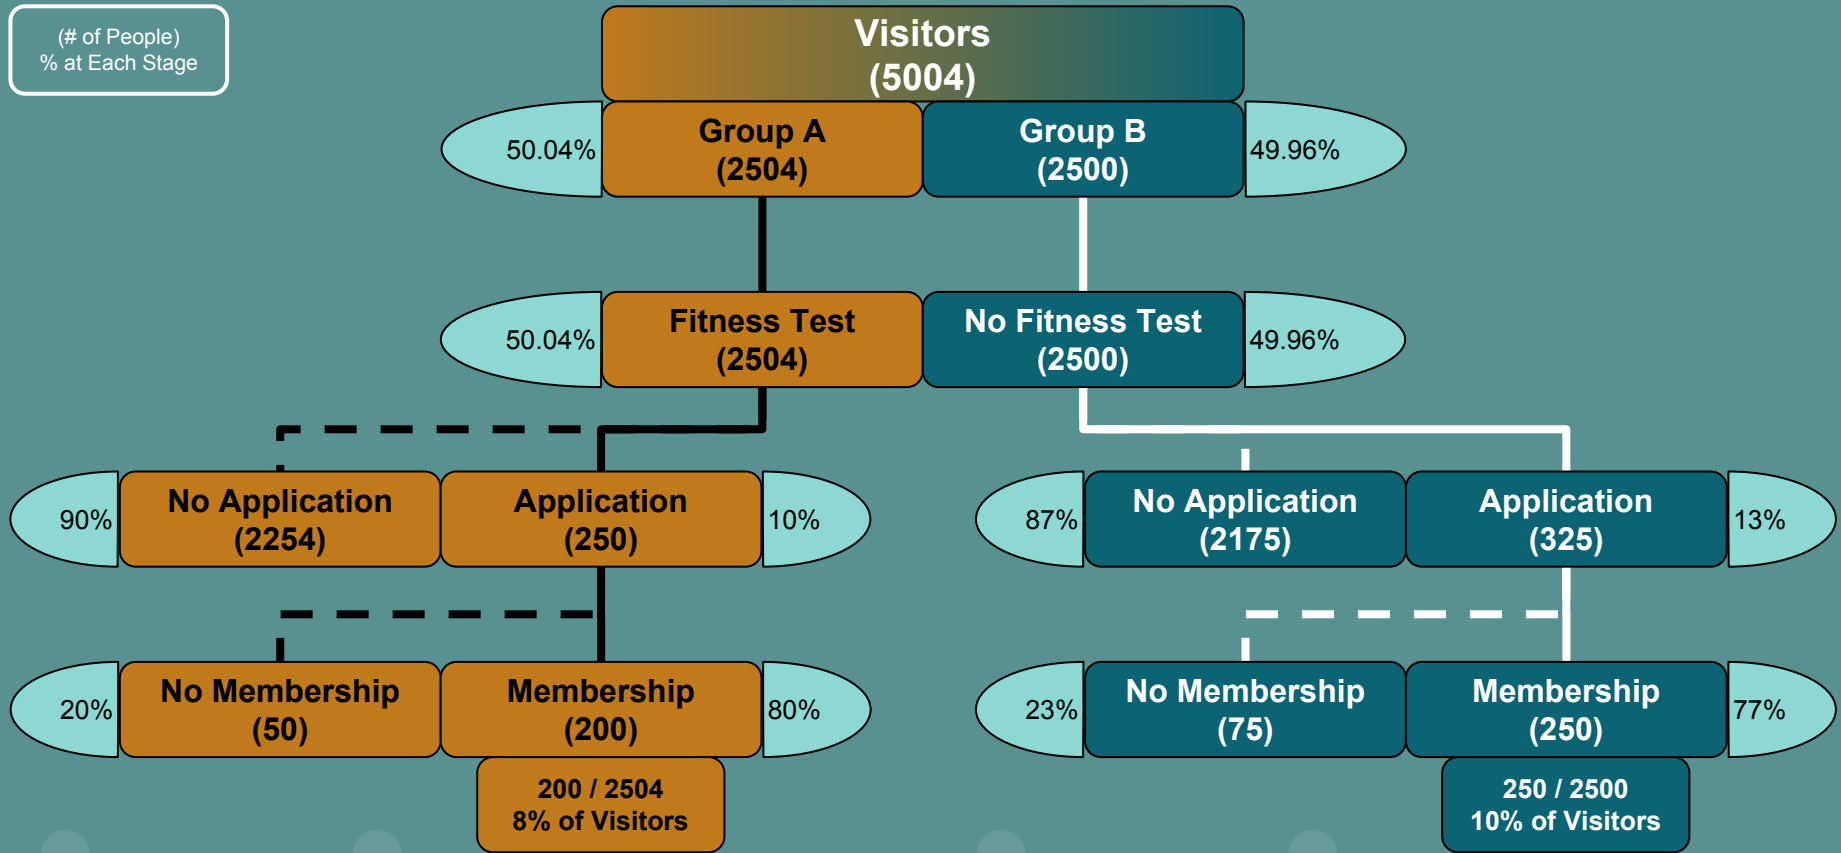 (# of People)
% at Each Stage
Visitors
(5004)
50.04%
Group A
(2504)
Group B
(2500)
49.96%
50.04%
Fitness Test
(2504)
No Fitness Test
(2500)
49.96%
90%
No Application
(2254)
Application
(250)
10%
87%
No Application
(2175)
Application
(325)
13%
20%
No Membership
(50)
Membership
(200)
80%
23%
No Membership
(75)
Membership
(250)
77%
200 / 2504
8% of Visitors
250 / 2500
10% of Visitors